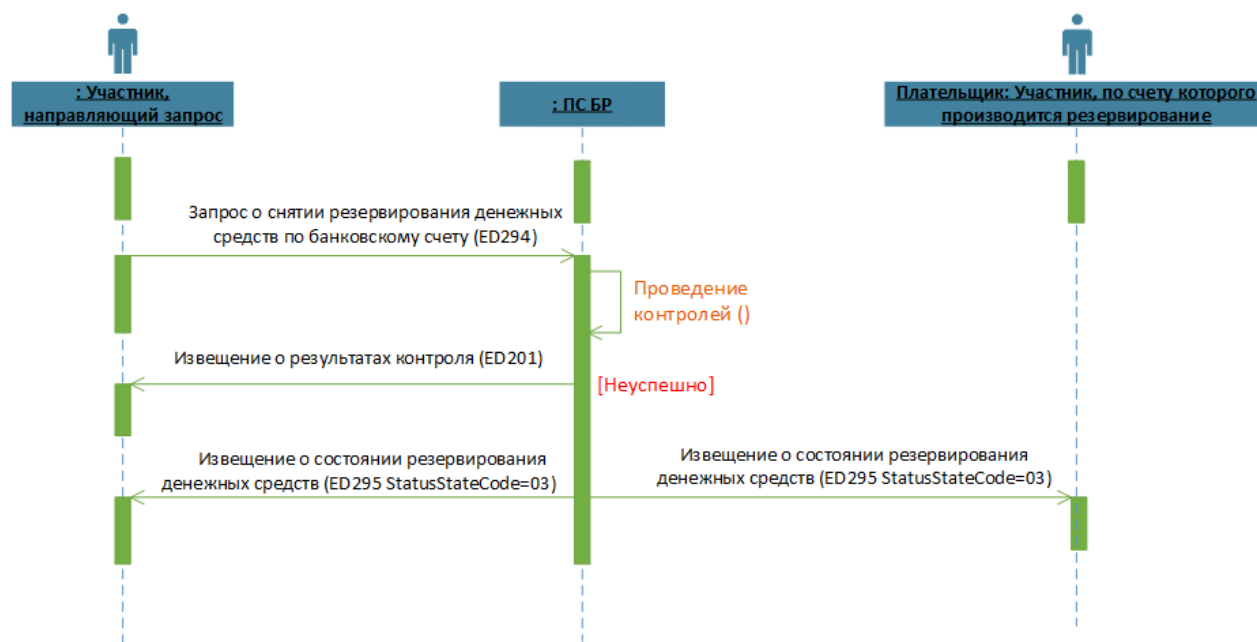 : Участник,
направляющий запрос
: ПС БР
Плательщик: Участник, по счету которого
производится резервирование
Запрос о снятии резервирования денежных
средств по банковскому счету (ED294)
Проведение
контролей ()
Извещение о результатах контроля (ED201)
[Неуспешно]
Извещение о состоянии резервирования
денежных средств (ED295 StatusStateCode=03)
Извещение о состоянии резервирования
денежных средств (ED295 StatusStateCode=03)